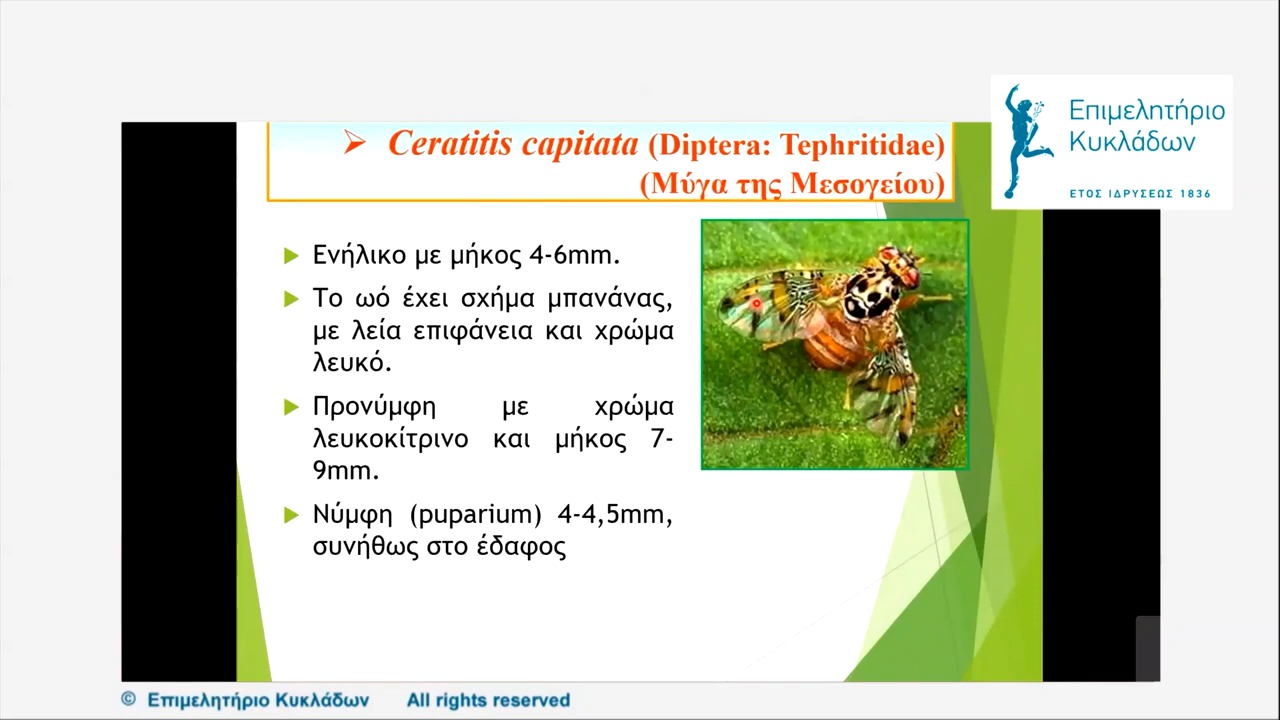 ➢ Ceratitis capitata (Diptera: Tephritidae)
(Μύγα της Μεσογείου)
Επιμελητήριο
Κυκλάδων
ΕΤΟΣ ΙΔΡΥΣΕΩΣ 1836
Ενήλικο με μήκος 4-6mm.
Το ωό έχει σχήμα μπανάνας,
με λεία επιφάνεια και χρώμα
λευκό.
Προνύμφη με χρώμα
λευκοκίτρινο και μήκος 7-
9mm.
Νύμφη (puparium) 4-4,5mm,
συνήθως στο έδαφος
© Επιμελητήριο Κυκλάδων All rights reserved